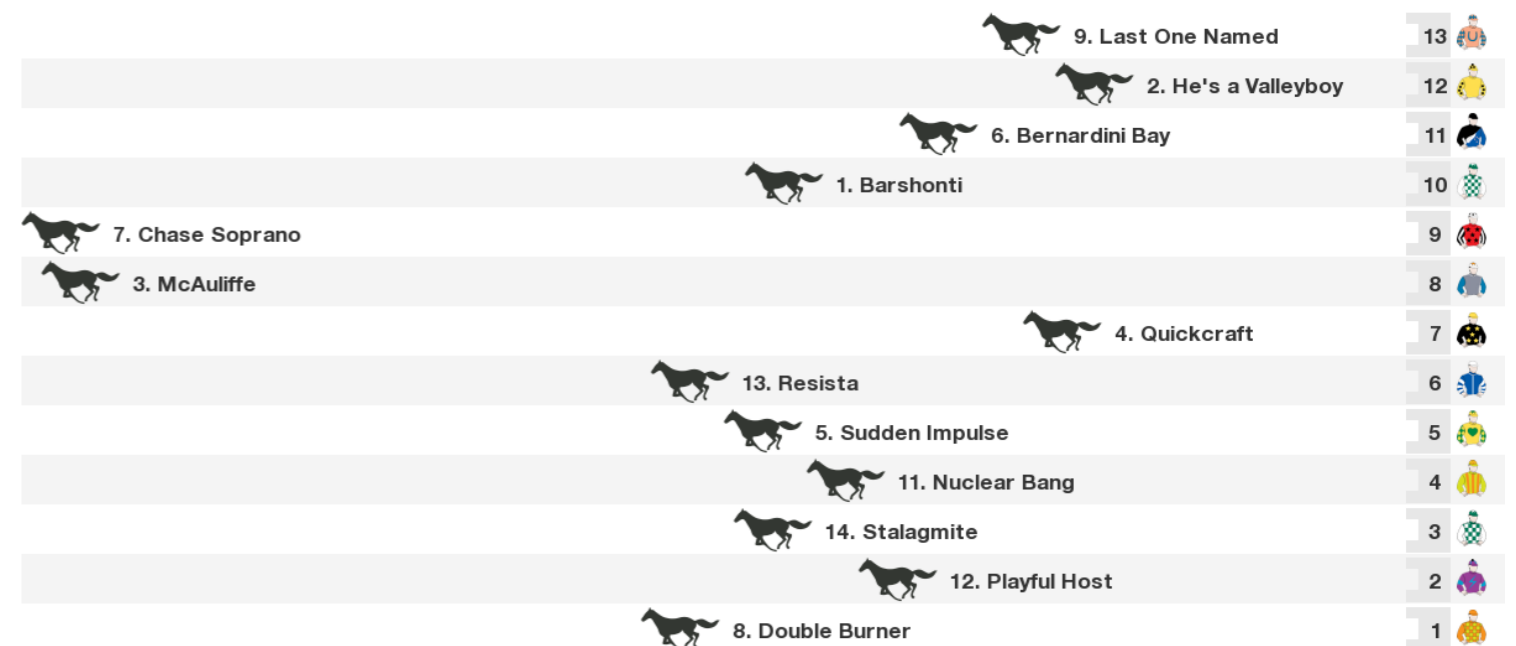 9. Last One Named 13
2. He's a Valleyboy 12
6. Bernardini Bay 11
1. Barshonti 10
7. Chase Soprano 9
3. McAuliffe 8
4. Quickcraft 7
13. Resista 6
5. Sudden Impulse 5
11. Nuclear Bang 4
14. Stalagmite 3
12. Playful Host 2
8. Double Burner 1